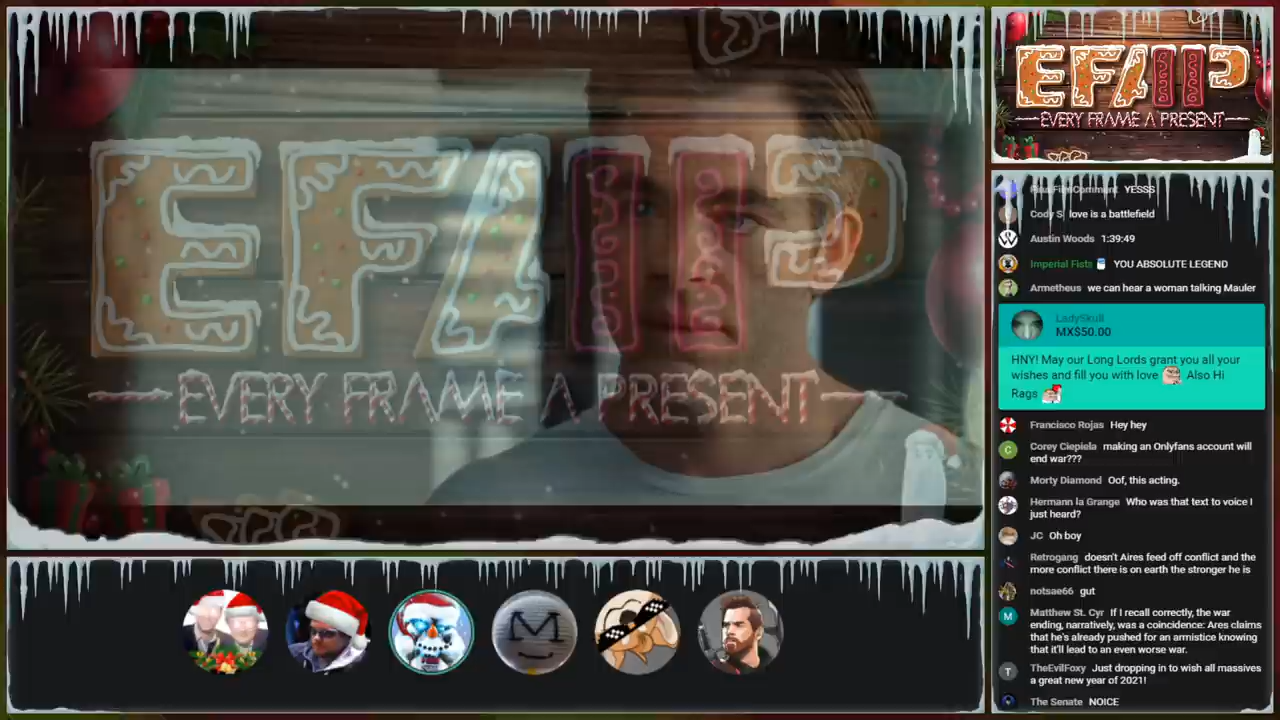 EFAP
EVERY FRAME A PRESENT
EFAP
EVERY FRAME A PRESENT
YESSS
Cody S love is a battlefield
Austin Woods 1:39:49
Imperial Fists YOU ABSOLUTE LEGEND
Armetheus we can hear a woman talking Mauler
LadySkull
MX$50.00
HNY! May our Long Lords grant you all your
wishes and fill you with love Also Hi
Rags
Francisco Rojas Hey hey
C Corey Ciepiela making an Onlyfans account will
end war???
Morty Diamond Oof, this acting.
Hermann la Grange Who was that text to voice I
just heard?
JC Oh boy
Retrogang doesn't Aires feed off conflict and the
more conflict there is on earth the stronger he is
notsae66 gut
M Matthew St. Cyr If I recall correctly, the war
ending, narratively, was a coincidence: Ares claims
that he's already pushed for an armistice knowing
that it'll lead to an even worse war.
T TheEvilFoxy Just dropping in to wish all massives
a great new year of 2021!
The Senate NOICE
M